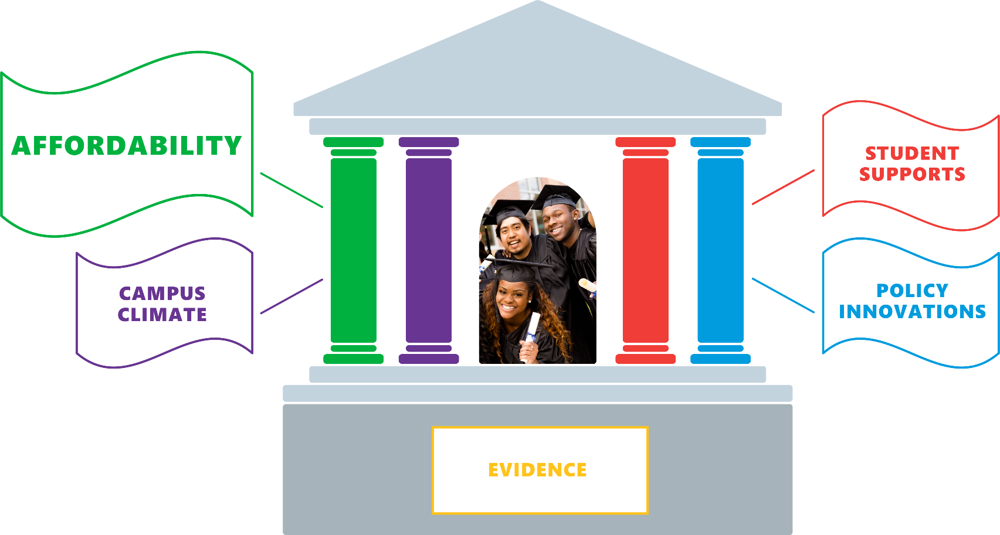 AFFORDABILITY
CAMPUS
CLIMATE
STUDENT
SUPPORTS
POLICY
INNOVATIONS
EVIDENCE